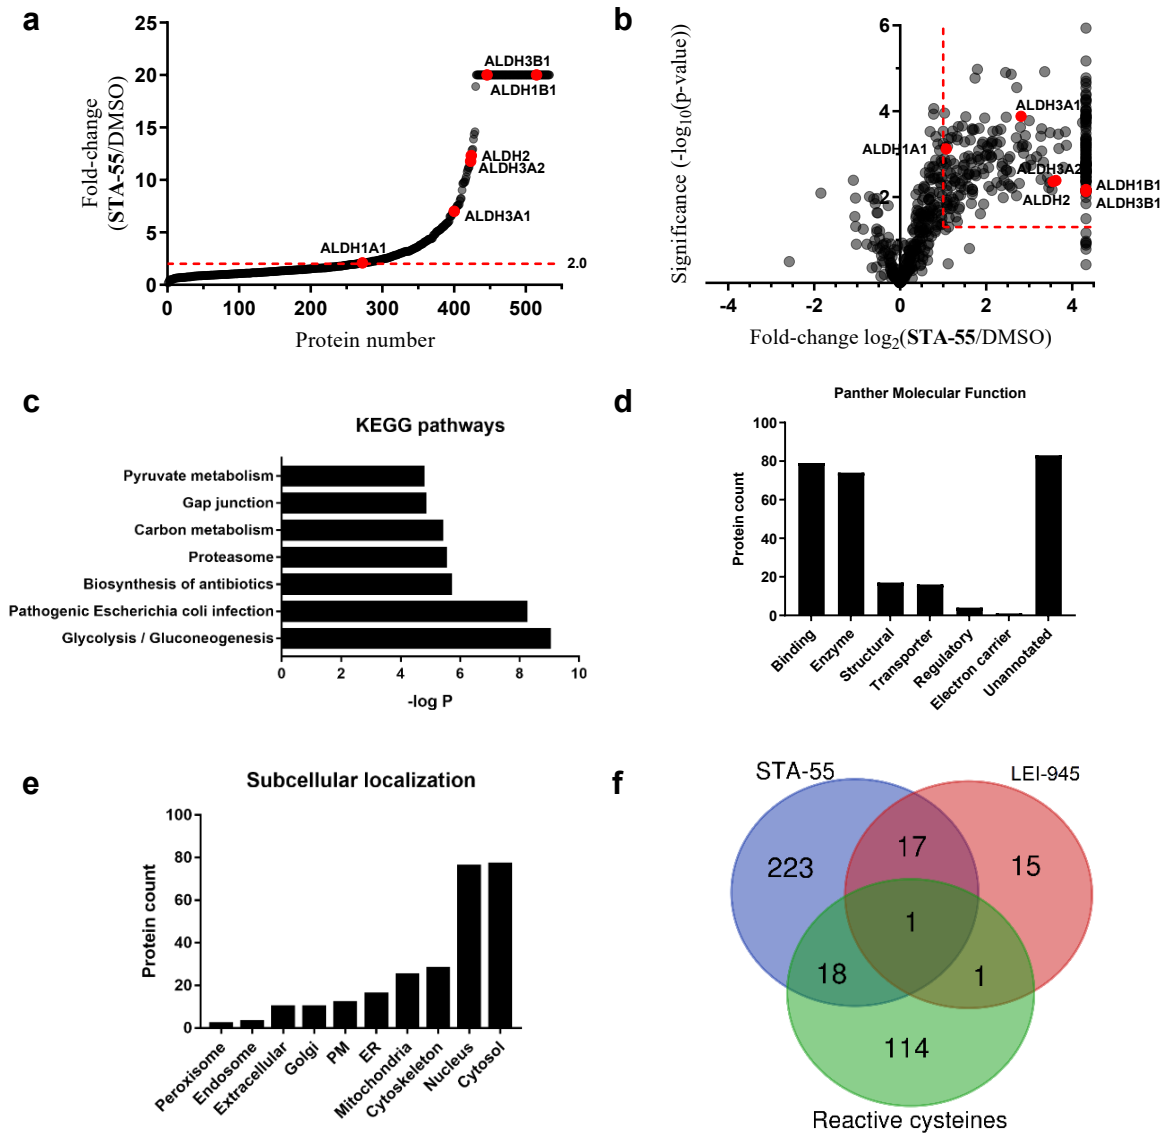 a
25
20
15
10
5
0
0
100
200
300
400
500
Fold-change
(STA-55/DMSO)
Protein number
ALDH3B1
ALDH1B1
ALDH2
ALDH3A2
ALDH3A1
ALDH1A1
2.0
b
6
4
2
-4
-2
0
2
4
Significance (-log10(p-value))
Fold-change log2(STA-55/DMSO)
ALDH3A1
ALDH1A1
ALDH3A2
ALDH2
ALDH1B1
ALDH3B1
c
KEGG pathways
Pyruvate metabolism
Gap junction
Carbon metabolism
Proteasome
Biosynthesis of antibiotics
Pathogenic Escherichia coli infection
Glycolysis / Gluconeogenesis
0
2
4
6
8
10
-log P
d
Panther Molecular Function
100
80
60
40
20
0
Protein count
Binding
Enzyme
Structural
Transporter
Regulatory
Electron carrier
Unannotated
e
Subcellular localization
100
80
60
40
20
0
Protein count
Peroxisome
Endosome
Extracellular
Golgi
PM
ER
Mitochondria
Cytoskeleton
Nucleus
Cytosol
f
STA-55
LEI-945
223
17
15
1
18
1
114
Reactive cysteines